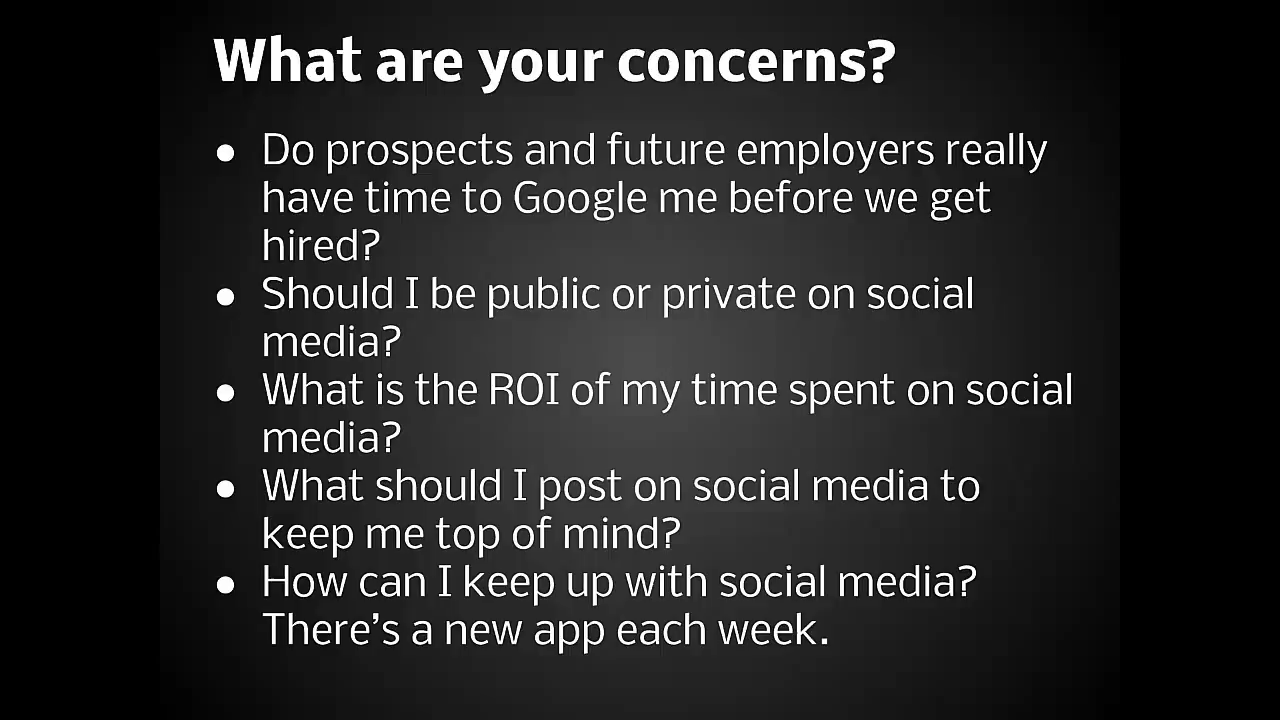 What are your concerns?
● Do prospects and future employers really
have time to Google me before we get
hired?
● Should I be public or private on social
media?
● What is the ROI of my time spent on social
media?
● What should I post on social media to
keep me top of mind?
● How can I keep up with social media?
There’s a new app each week.